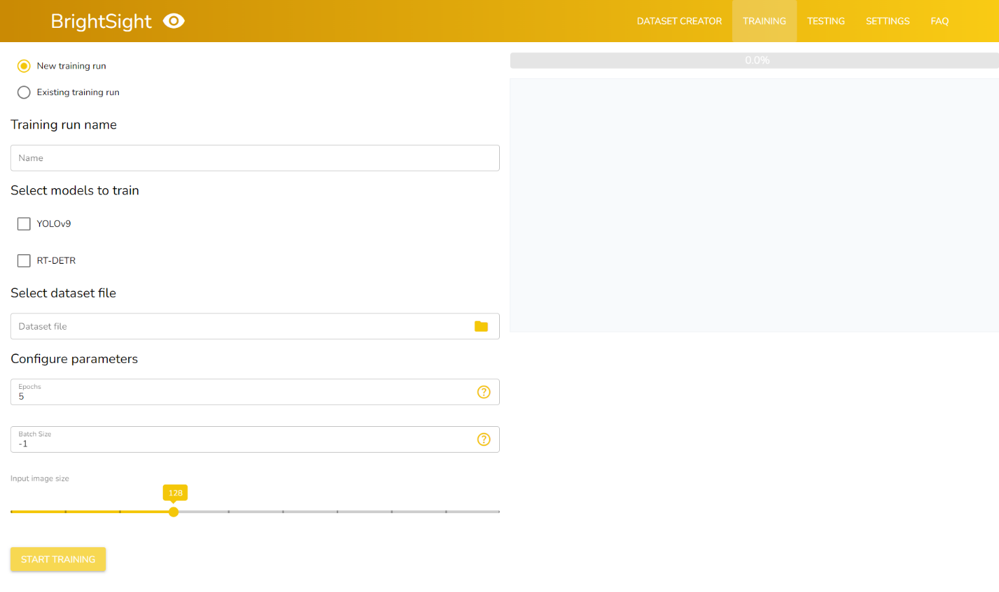 BrightSight
DATASET CREATOR
TRAINING
TESTING
SETTINGS
FAQ
New training run
Existing training run
Training run name
Name
Select models to train
YOLOv9
RT-DETR
Select dataset file
Dataset file
Configure parameters
Epochs
5
?
Batch Size
-1
?
Input image size
128
START TRAINING
0.0%